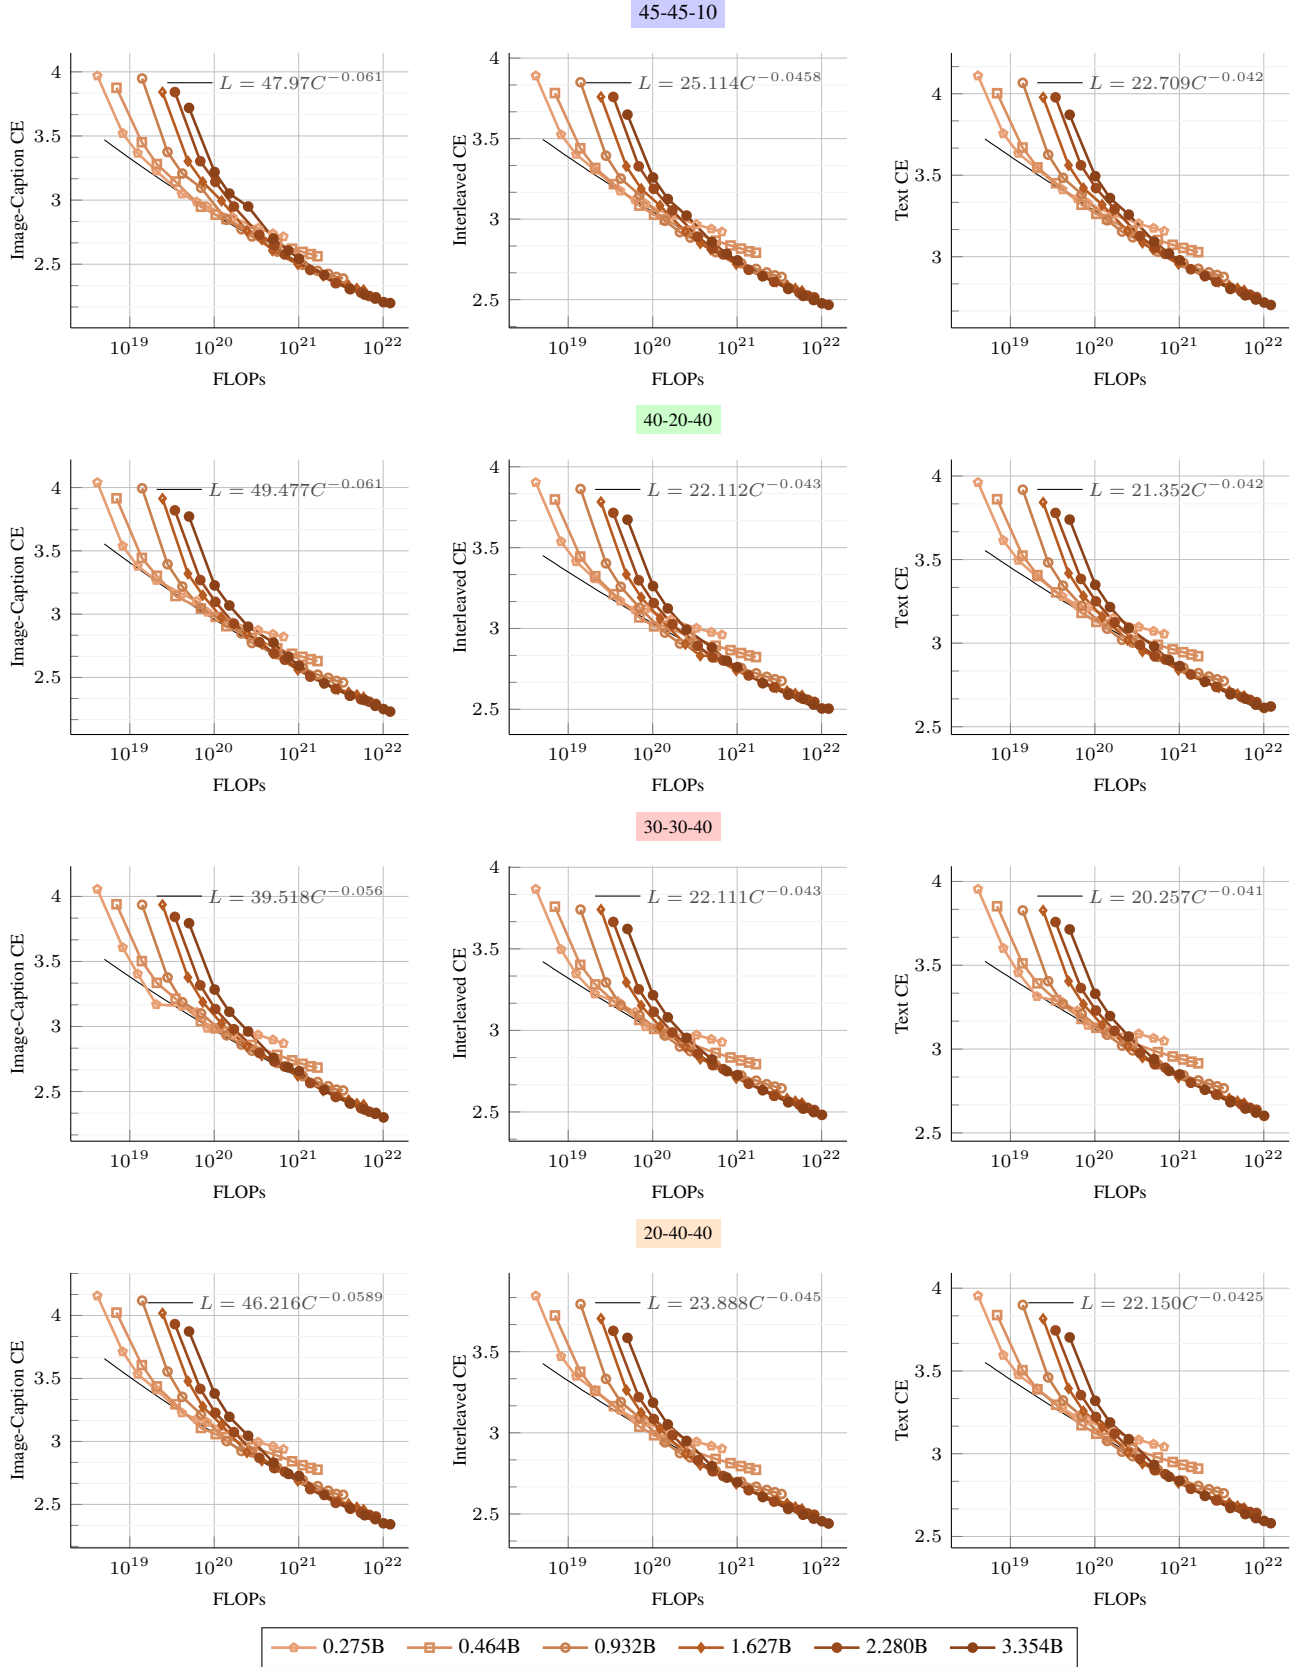 45-45-10
L = 47.97C^−0.061
L = 25.114C^−0.0458
L = 22.709C^−0.042
4
3.5
3
2.5
Image-Caption CE
10^19 10^20 10^21 10^22
FLOPs
4
3.5
3
2.5
Interleaved CE
10^19 10^20 10^21 10^22
FLOPs
4
3
Text CE
10^19 10^20 10^21 10^22
FLOPs
40-20-40
L = 49.477C^−0.061
L = 22.112C^−0.043
L = 21.352C^−0.042
4
3.5
3
2.5
Image-Caption CE
10^19 10^20 10^21 10^22
FLOPs
4
3.5
3
2.5
Interleaved CE
10^19 10^20 10^21 10^22
FLOPs
4
3.5
3
2.5
Text CE
10^19 10^20 10^21 10^22
FLOPs
30-30-40
L = 39.518C^−0.056
L = 22.111C^−0.043
L = 20.257C^−0.041
4
3.5
3
2.5
Image-Caption CE
10^19 10^20 10^21 10^22
FLOPs
4
3.5
3
2.5
Interleaved CE
10^19 10^20 10^21 10^22
FLOPs
4
3.5
3
2.5
Text CE
10^19 10^20 10^21 10^22
FLOPs
20-40-40
L = 46.216C^−0.0589
L = 23.888C^−0.045
L = 22.150C^−0.0425
4
3.5
3
2.5
Image-Caption CE
10^19 10^20 10^21 10^22
FLOPs
3.5
3
2.5
Interleaved CE
10^19 10^20 10^21 10^22
FLOPs
4
3.5
3
2.5
Text CE
10^19 10^20 10^21 10^22
FLOPs
0.275B 0.464B 0.932B 1.627B 2.280B 3.354B